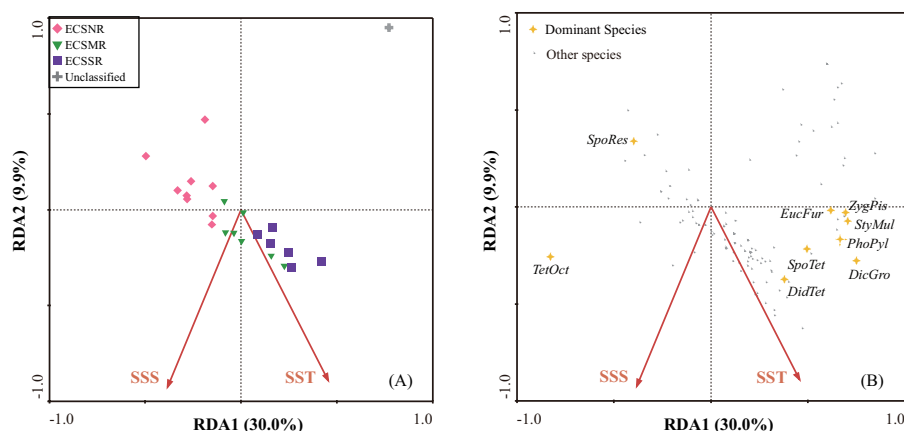 1.0
ECSNR
ECSMR
ECSSR
Unclassified
RDA2 (9.9%)
SSS
SST
(A)
-1.0
-1.0
1.0
RDA1 (30.0%)
1.0
Dominant Species
Other species
SpoRes
RDA2 (9.9%)
EucFur
ZygPis
StyMul
PhoPyl
SpoTet
DicGro
TetOct
DidTet
SSS
SST
(B)
-1.0
-1.0
1.0
RDA1 (30.0%)